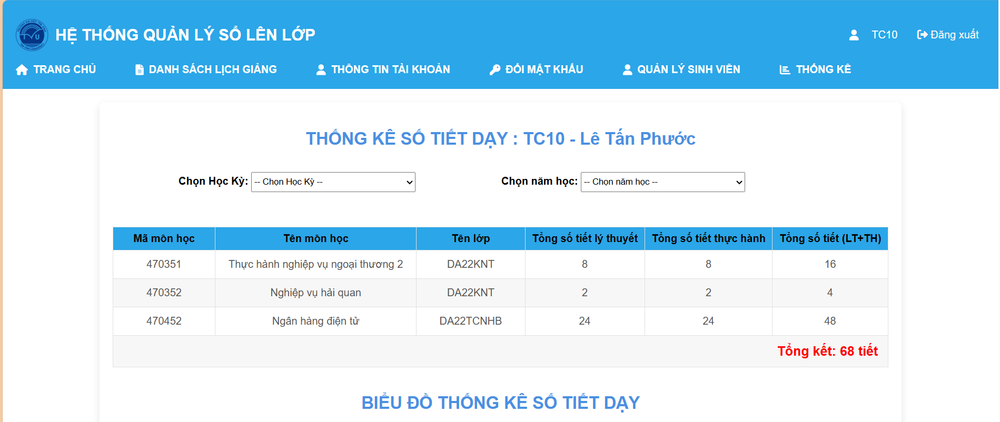 HỆ THỐNG QUẢN LÝ SỔ LÊN LỚP
TC10 Đăng xuất
TRANG CHỦ DANH SÁCH LỊCH GIẢNG THÔNG TIN TÀI KHOẢN ĐỔI MẬT KHẨU QUẢN LÝ SINH VIÊN THỐNG KÊ
THỐNG KÊ SỐ TIẾT DẠY : TC10 - Lê Tấn Phước
Chọn Học Kỳ: -- Chọn Học Kỳ -- Chọn năm học: -- Chọn năm học --
Mã môn học Tên môn học Tên lớp Tổng số tiết lý thuyết Tổng số tiết thực hành Tổng số tiết (LT+TH)
470351 Thực hành nghiệp vụ ngoại thương 2 DA22KNT 8 8 16
470352 Nghiệp vụ hải quan DA22KNT 2 2 4
470452 Ngân hàng điện tử DA22TCNHB 24 24 48
Tổng kết: 68 tiết
BIỂU ĐỒ THỐNG KÊ SỐ TIẾT DẠY